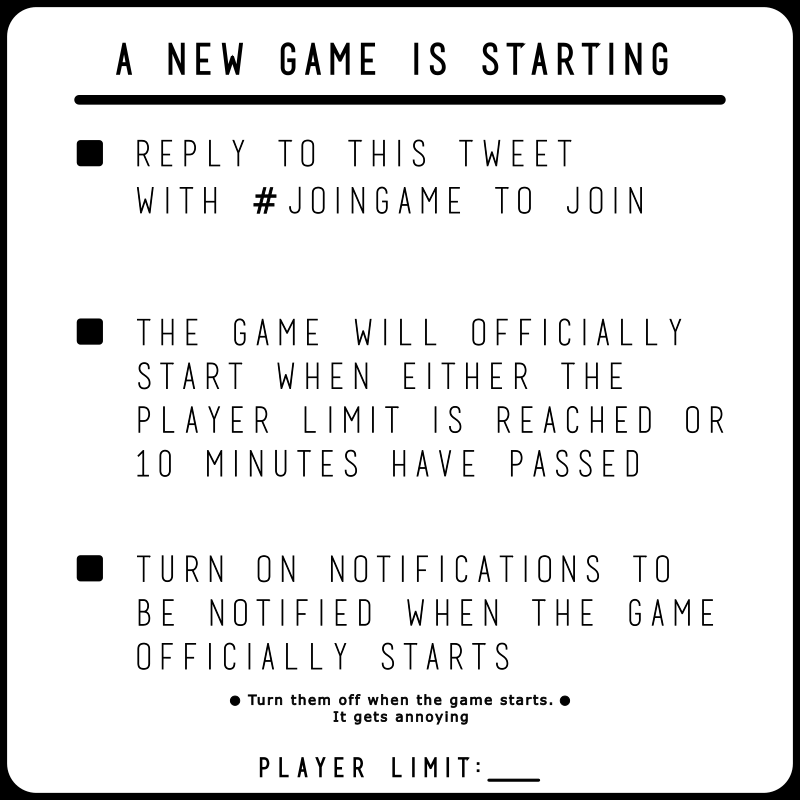 A NEW GAME IS STARTING
REPLY TO THIS TWEET
WITH #JOINGAME TO JOIN
THE GAME WILL OFFICIALLY
START WHEN EITHER THE
PLAYER LIMIT IS REACHED OR
10 MINUTES HAVE PASSED
TURN ON NOTIFICATIONS TO
BE NOTIFIED WHEN THE GAME
OFFICIALLY STARTS
● Turn them off when the game starts. ●
It gets annoying
PLAYER LIMIT:___